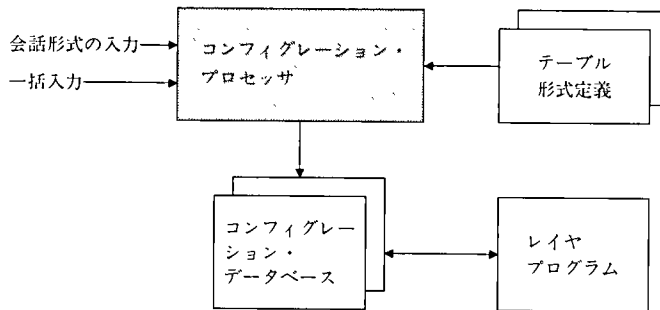 会話形式の入力
一括入力
コンフィグレーション・
プロセッサ
テーブル
形式定義
コンフィグレー
ション・
データベース
レイヤ
プログラム